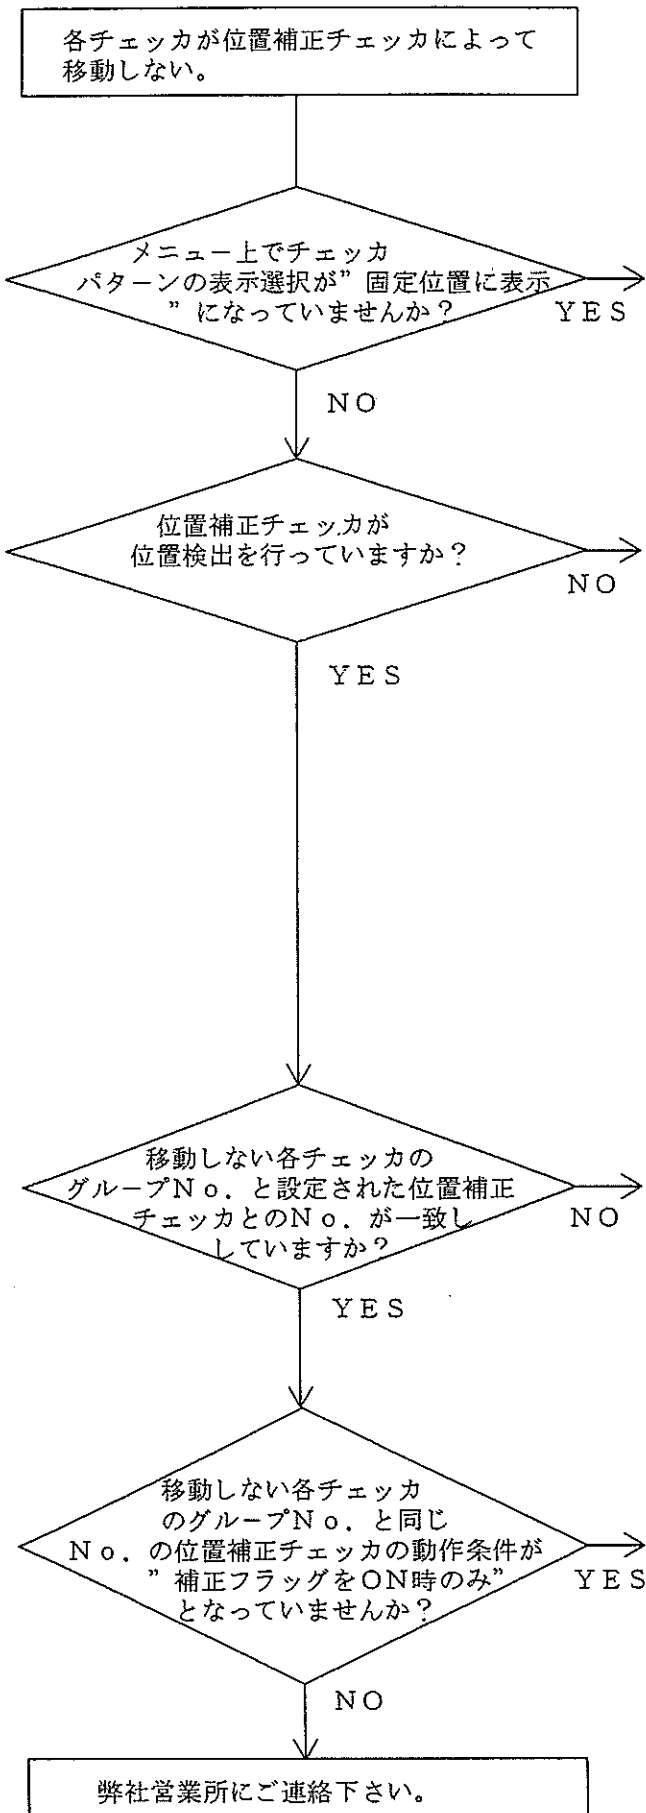 各チェッカが位置補正チェッカによって
移動しない。
メニュー上でチェッカ
パターンの表示選択が”固定位置に表示
”になっていませんか？
YES
NO
位置補正チェッカが
位置検出を行っていますか？
NO
YES
移動しない各チェッカの
グループＮｏ．と設定された位置補正
チェッカとのＮｏ．が一致し
していますか？
NO
YES
移動しない各チェッカ
のグループＮｏ．と同じ
Ｎｏ．の位置補正チェッカの動作条件が
”補正フラッグをＯＮ時のみ”
となっていませんか？
YES
NO
弊社営業所にご連絡下さい。